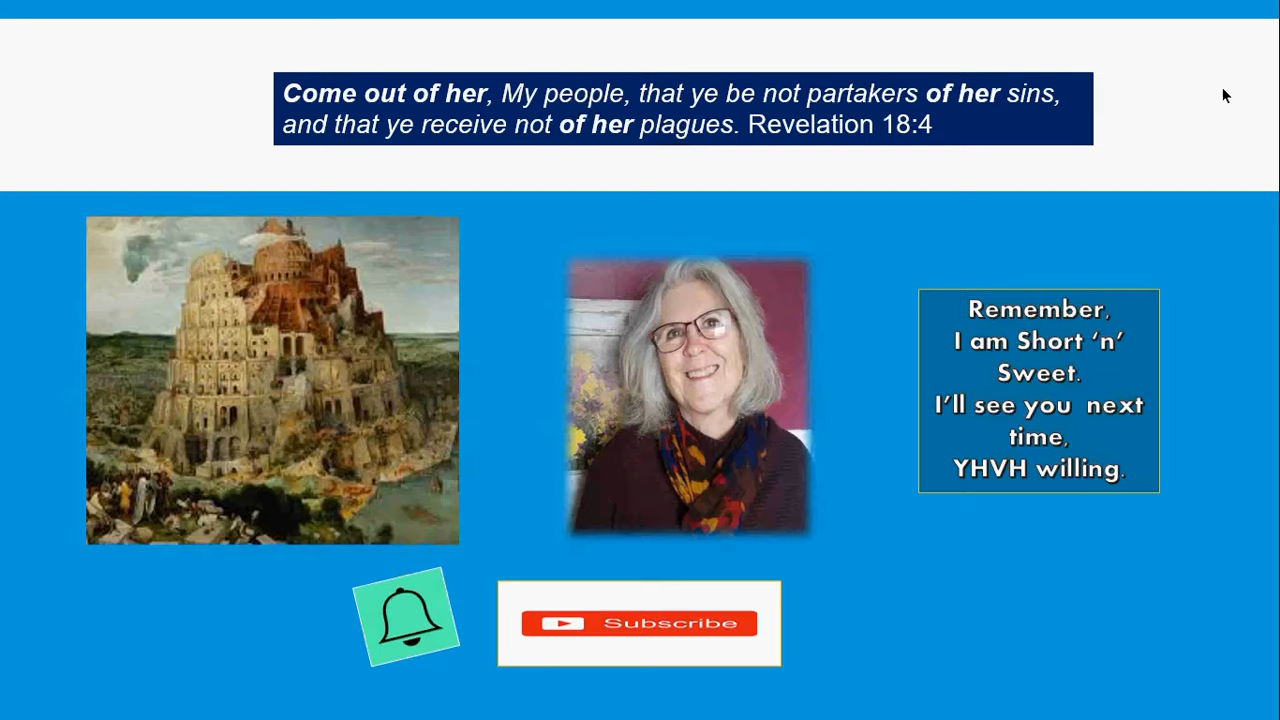 Come out of her, My people, that ye be not partakers of her sins,
and that ye receive not of her plagues. Revelation 18:4
Remember,
I am Short ‘n’
Sweet.
I’ll see you next
time,
YHVH willing.
Subscribe